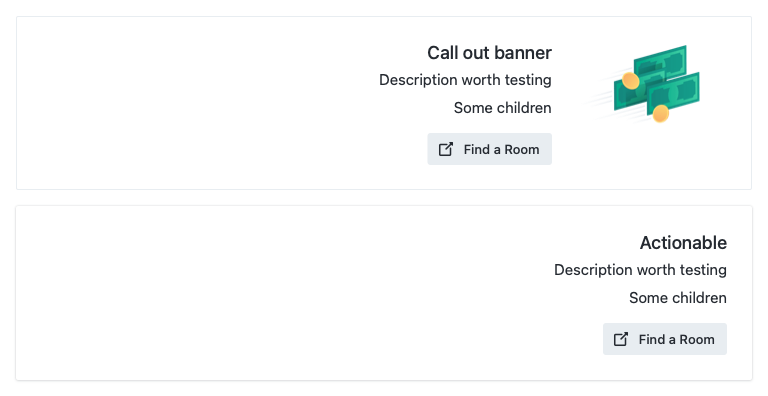 Call out banner
Description worth testing
Some children
Find a Room
Actionable
Description worth testing
Some children
Find a Room